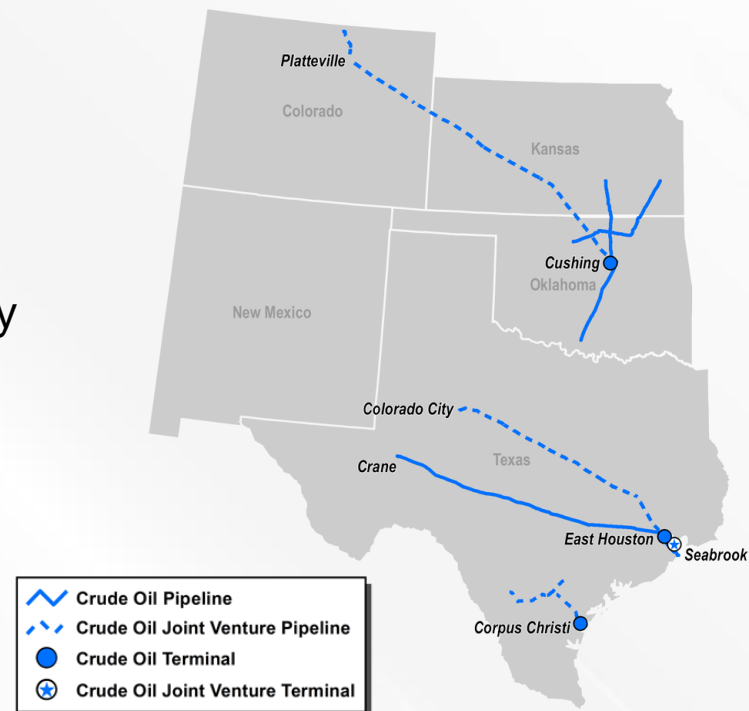 Platteville
Colorado
Kansas
y
Cushing
Oklahoma
New Mexico
Colorado City
Texas
Crane
East Houston
Seabrook
Corpus Christi
Crude Oil Pipeline
Crude Oil Joint Venture Pipeline
Crude Oil Terminal
Crude Oil Joint Venture Terminal